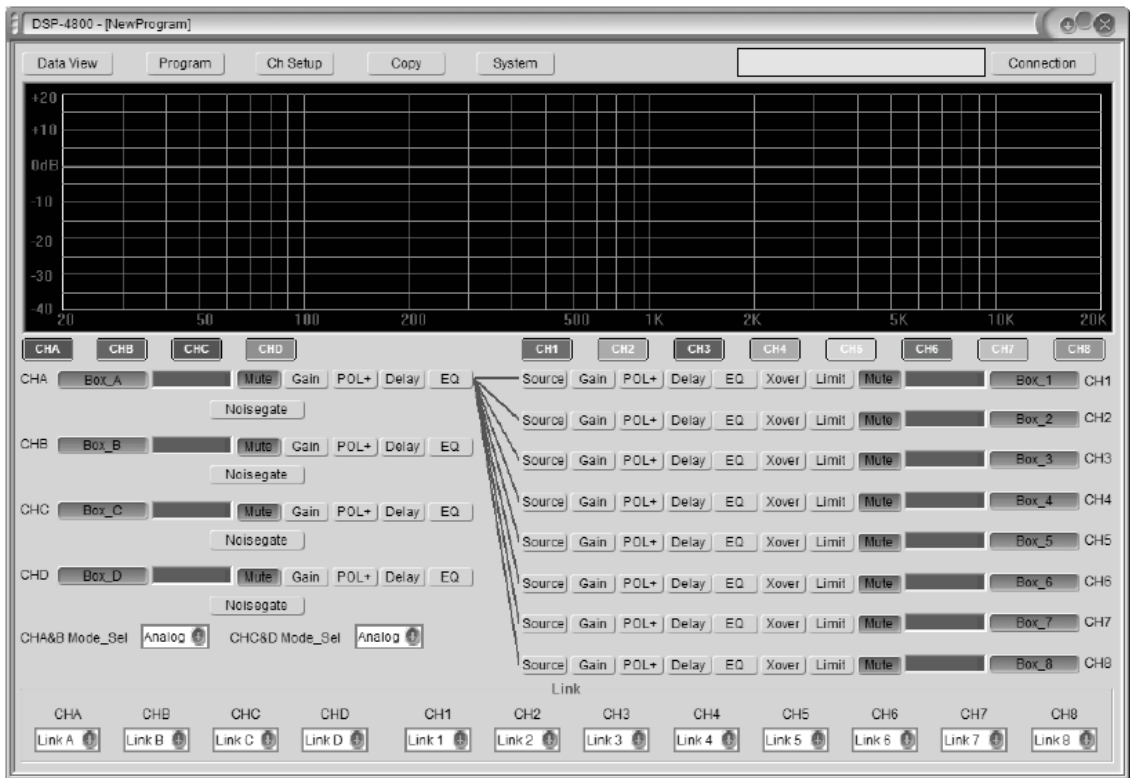 DSP-4800 - [NewProgram]
Data View Program Ch Setup Copy System Connection
+20
+10
0dB
-10
-20
-30
-40
20 50 100 200 500 1K 2K 5K 10K 20K
CHA CHB CHC CHD CH1 CH2 CH3 CH4 CH5 CH6 CH7 CH8
CHA Box_A Mute Gain POL+ Delay EQ Source Gain POL+ Delay EQ Xover Limit Mute Box_1 CH1
Noisegate
Source Gain POL+ Delay EQ Xover Limit Mute Box_2 CH2
CHB Box_B Mute Gain POL+ Delay EQ
Source Gain POL+ Delay EQ Xover Limit Mute Box_3 CH3
Noisegate
CHC Box_C Mute Gain POL+ Delay EQ Source Gain POL+ Delay EQ Xover Limit Mute Box_4 CH4
Noisegate Source Gain POL+ Delay EQ Xover Limit Mute Box_5 CH5
CHD Box_D Mute Gain POL+ Delay EQ Source Gain POL+ Delay EQ Xover Limit Mute Box_6 CH6
Noisegate
Source Gain POL+ Delay EQ Xover Limit Mute Box_7 CH7
CHA&B Mode_Sel Analog CHC&D Mode_Sel Analog
Source Gain POL+ Delay EQ Xover Limit Mute Box_8 CH8
Link
CHA CHB CHC CHD CH1 CH2 CH3 CH4 CH5 CH6 CH7 CH8
Link A Link B Link C Link D Link 1 Link 2 Link 3 Link 4 Link 5 Link 6 Link 7 Link 8